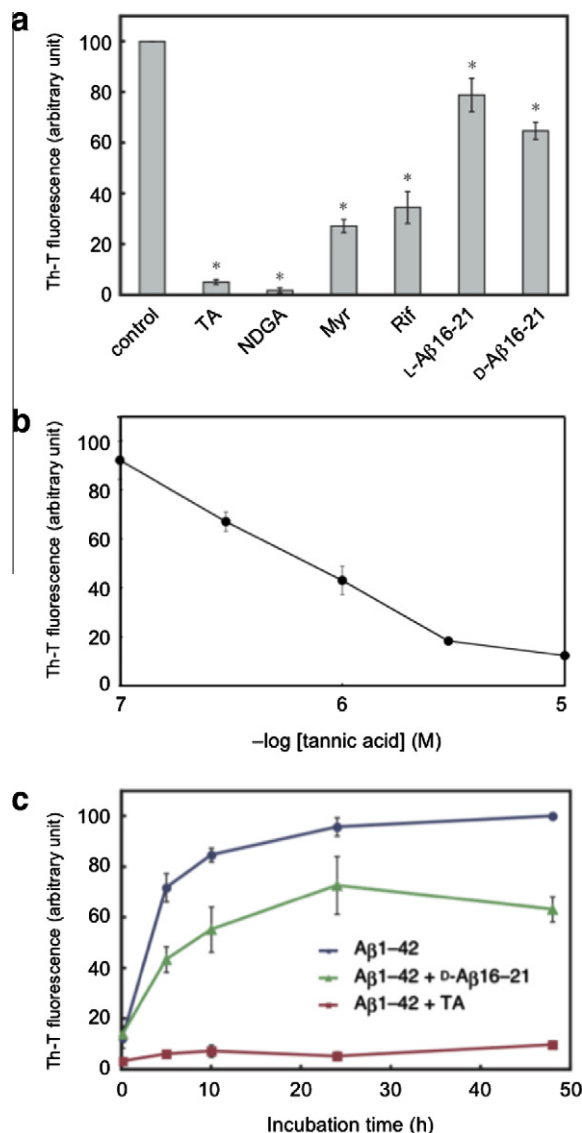 a
Th-T fluorescence (arbitrary unit)
100
80
60
40
20
0
*
*
*
*
*
*
control
TA
NDGA
Myr
Rif
L-Aβ16-21
D-Aβ16-21
b
Th-T fluorescence (arbitrary unit)
100
80
60
40
20
0
7
6
5
–log [tannic acid] (M)
c
Th-T fluorescence (arbitrary unit)
100
80
60
40
20
0
Aβ1–42
Aβ1–42 + D-Aβ16–21
Aβ1–42 + TA
0
10
20
30
40
50
Incubation time (h)